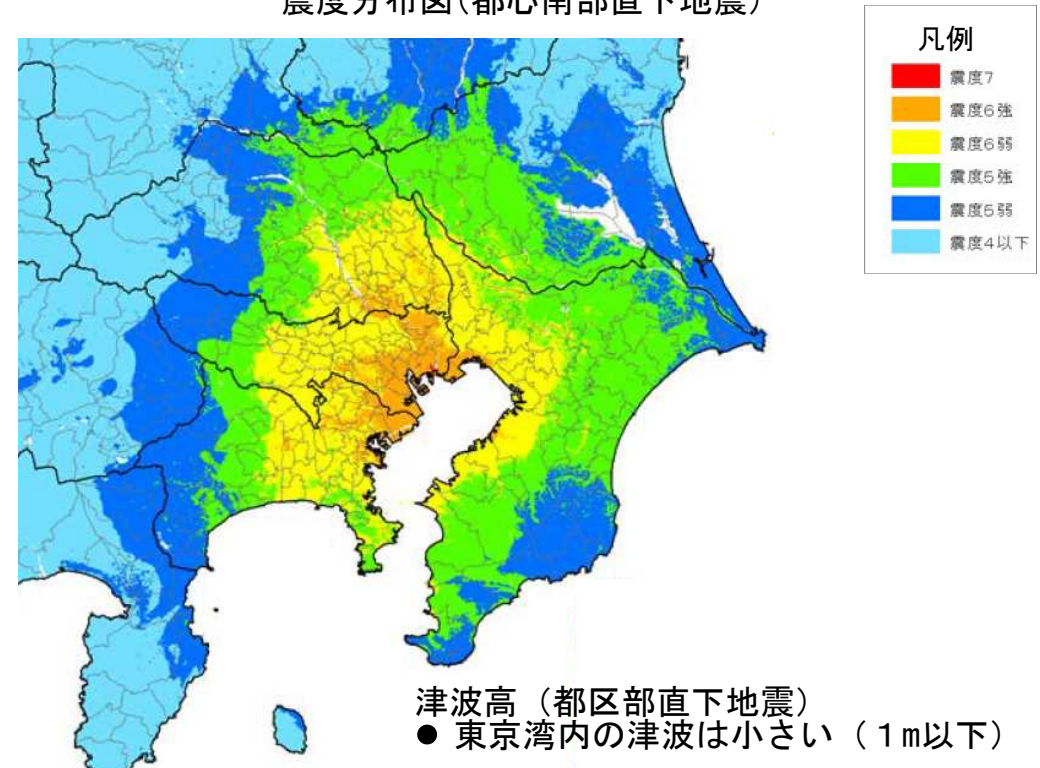 震度分布図(都心南部直下地震)
凡例
震度7
震度6強
震度6弱
震度5強
震度5弱
震度4以下
津波高（都区部直下地震）
● 東京湾内の津波は小さい（1m以下）